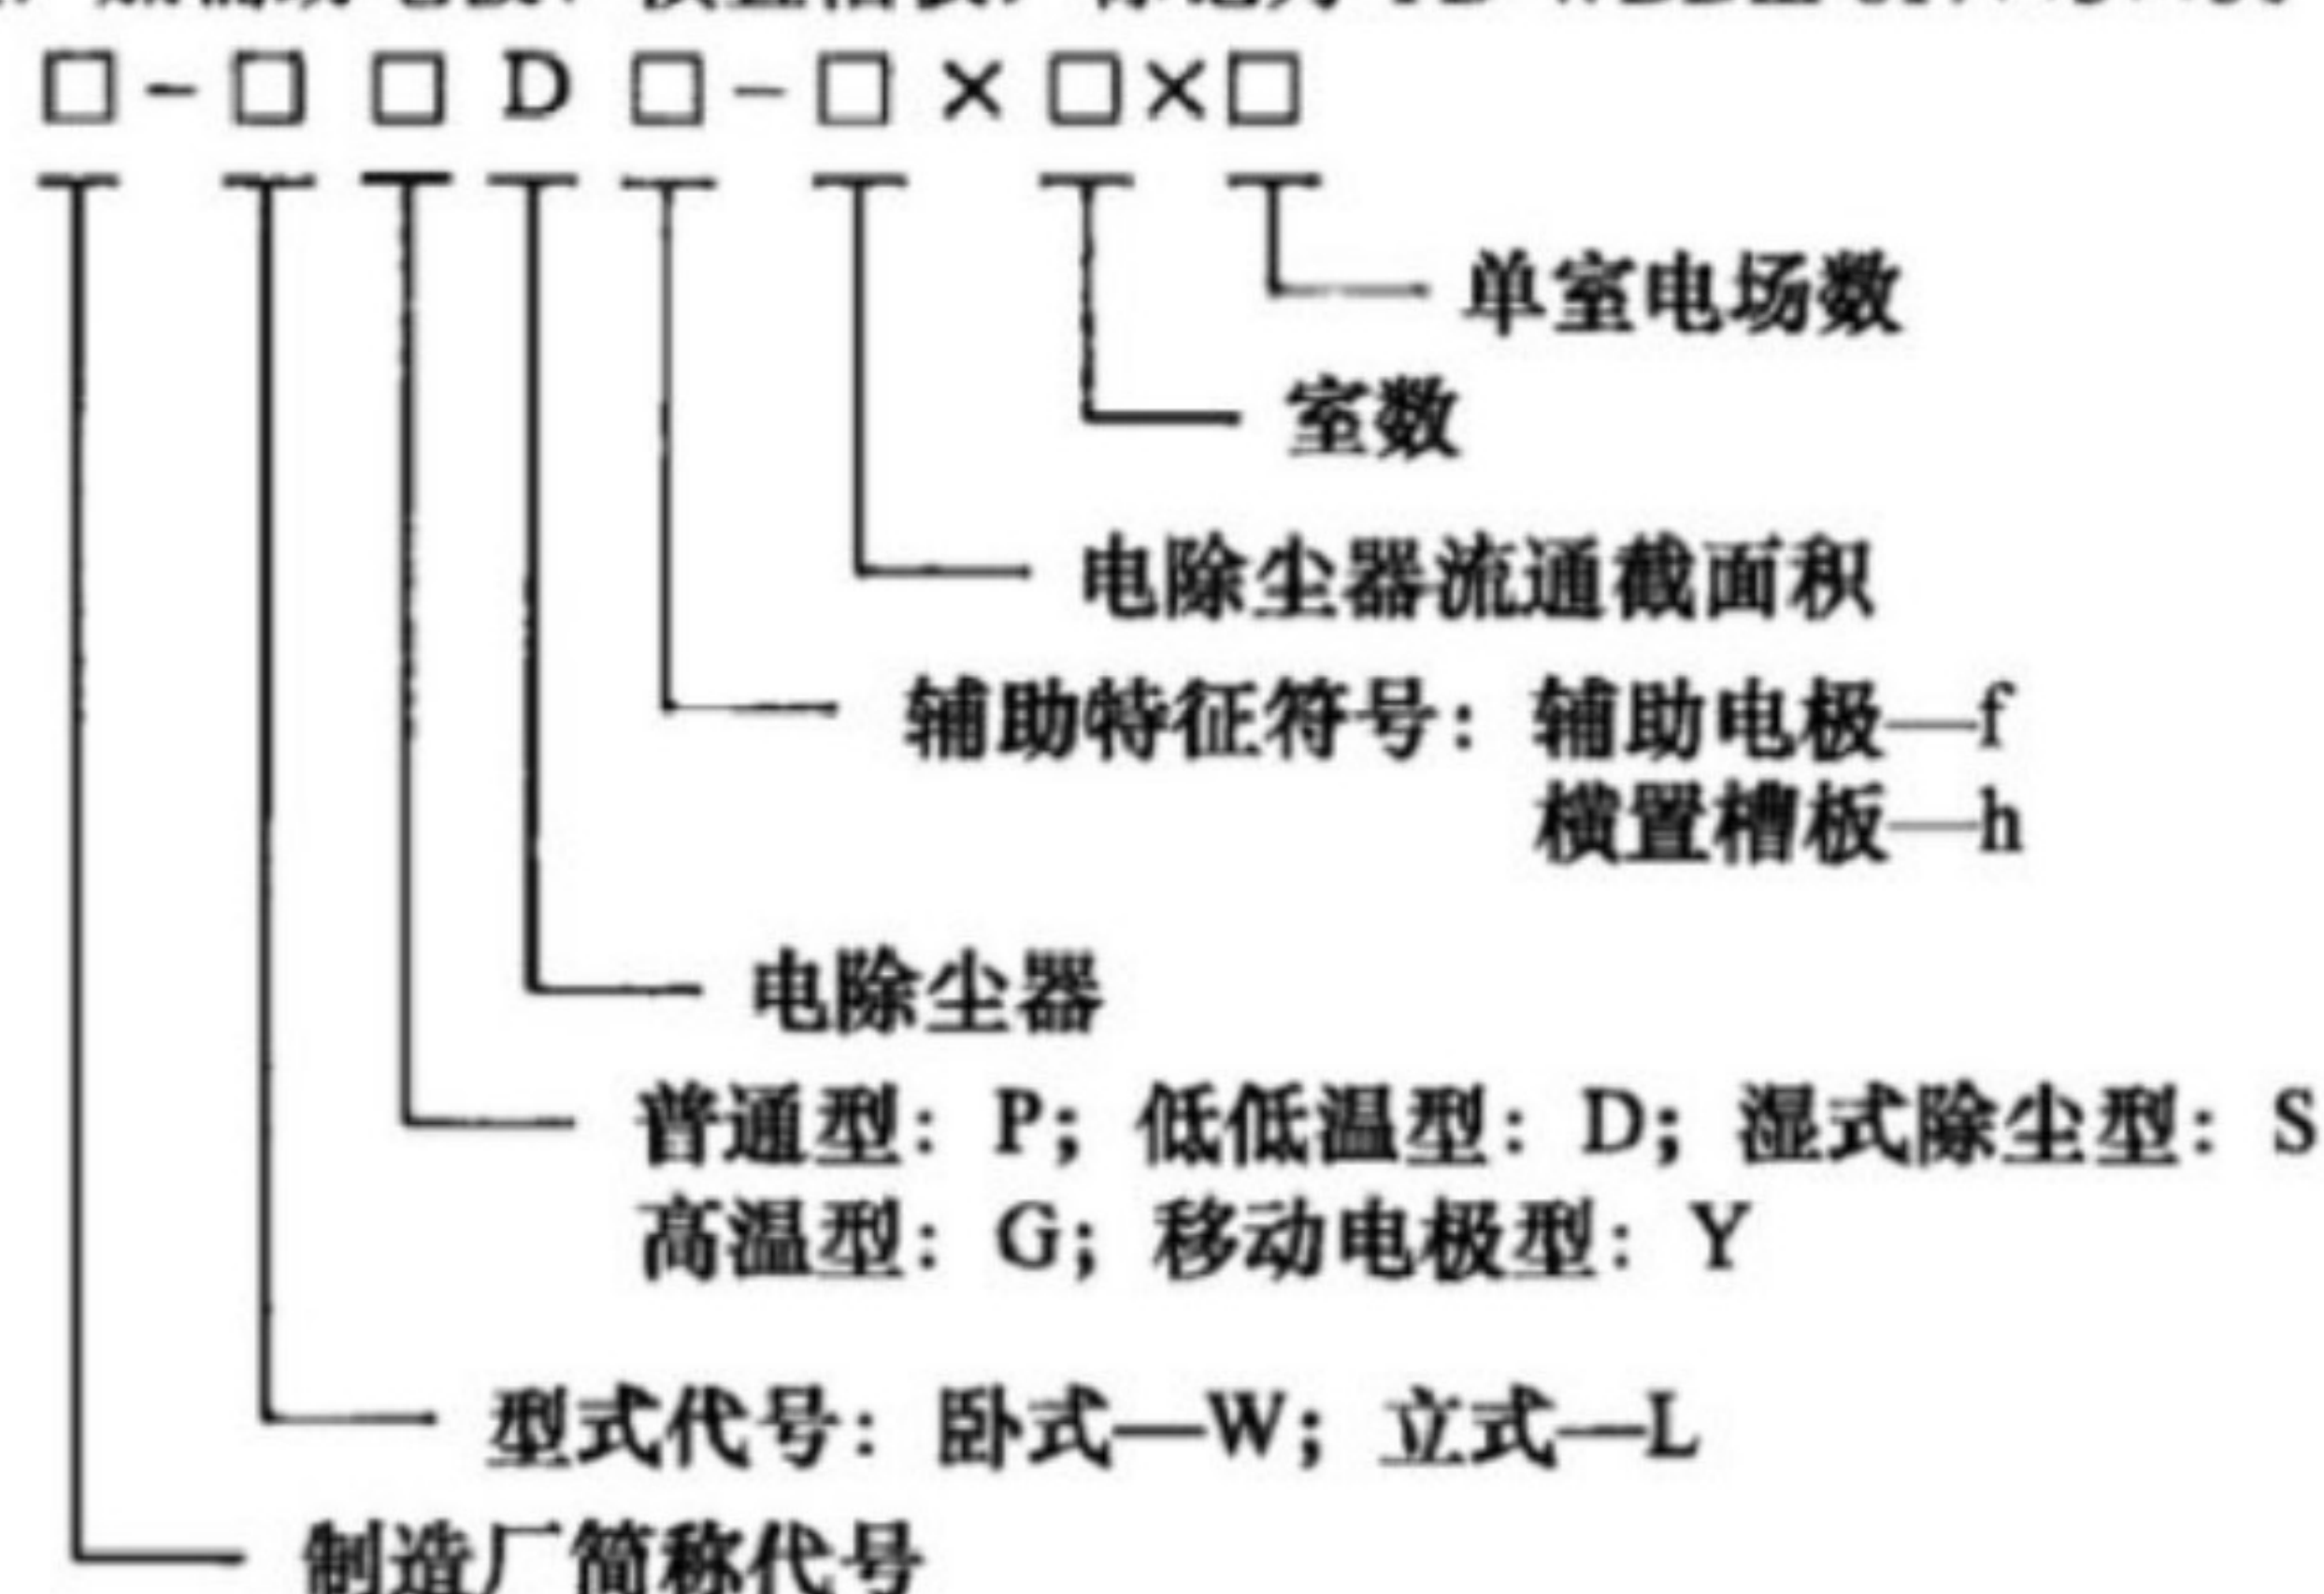 □-□ □ D □-□ × □×□
单室电场数
室数
电除尘器流通截面积
辅助特征符号：辅助电极—f
横置槽板—h
电除尘器
普通型：P；低低温型：D；湿式除尘型：S
高温型：G；移动电极型：Y
型式代号：卧式—W；立式—L
制造厂简称代号